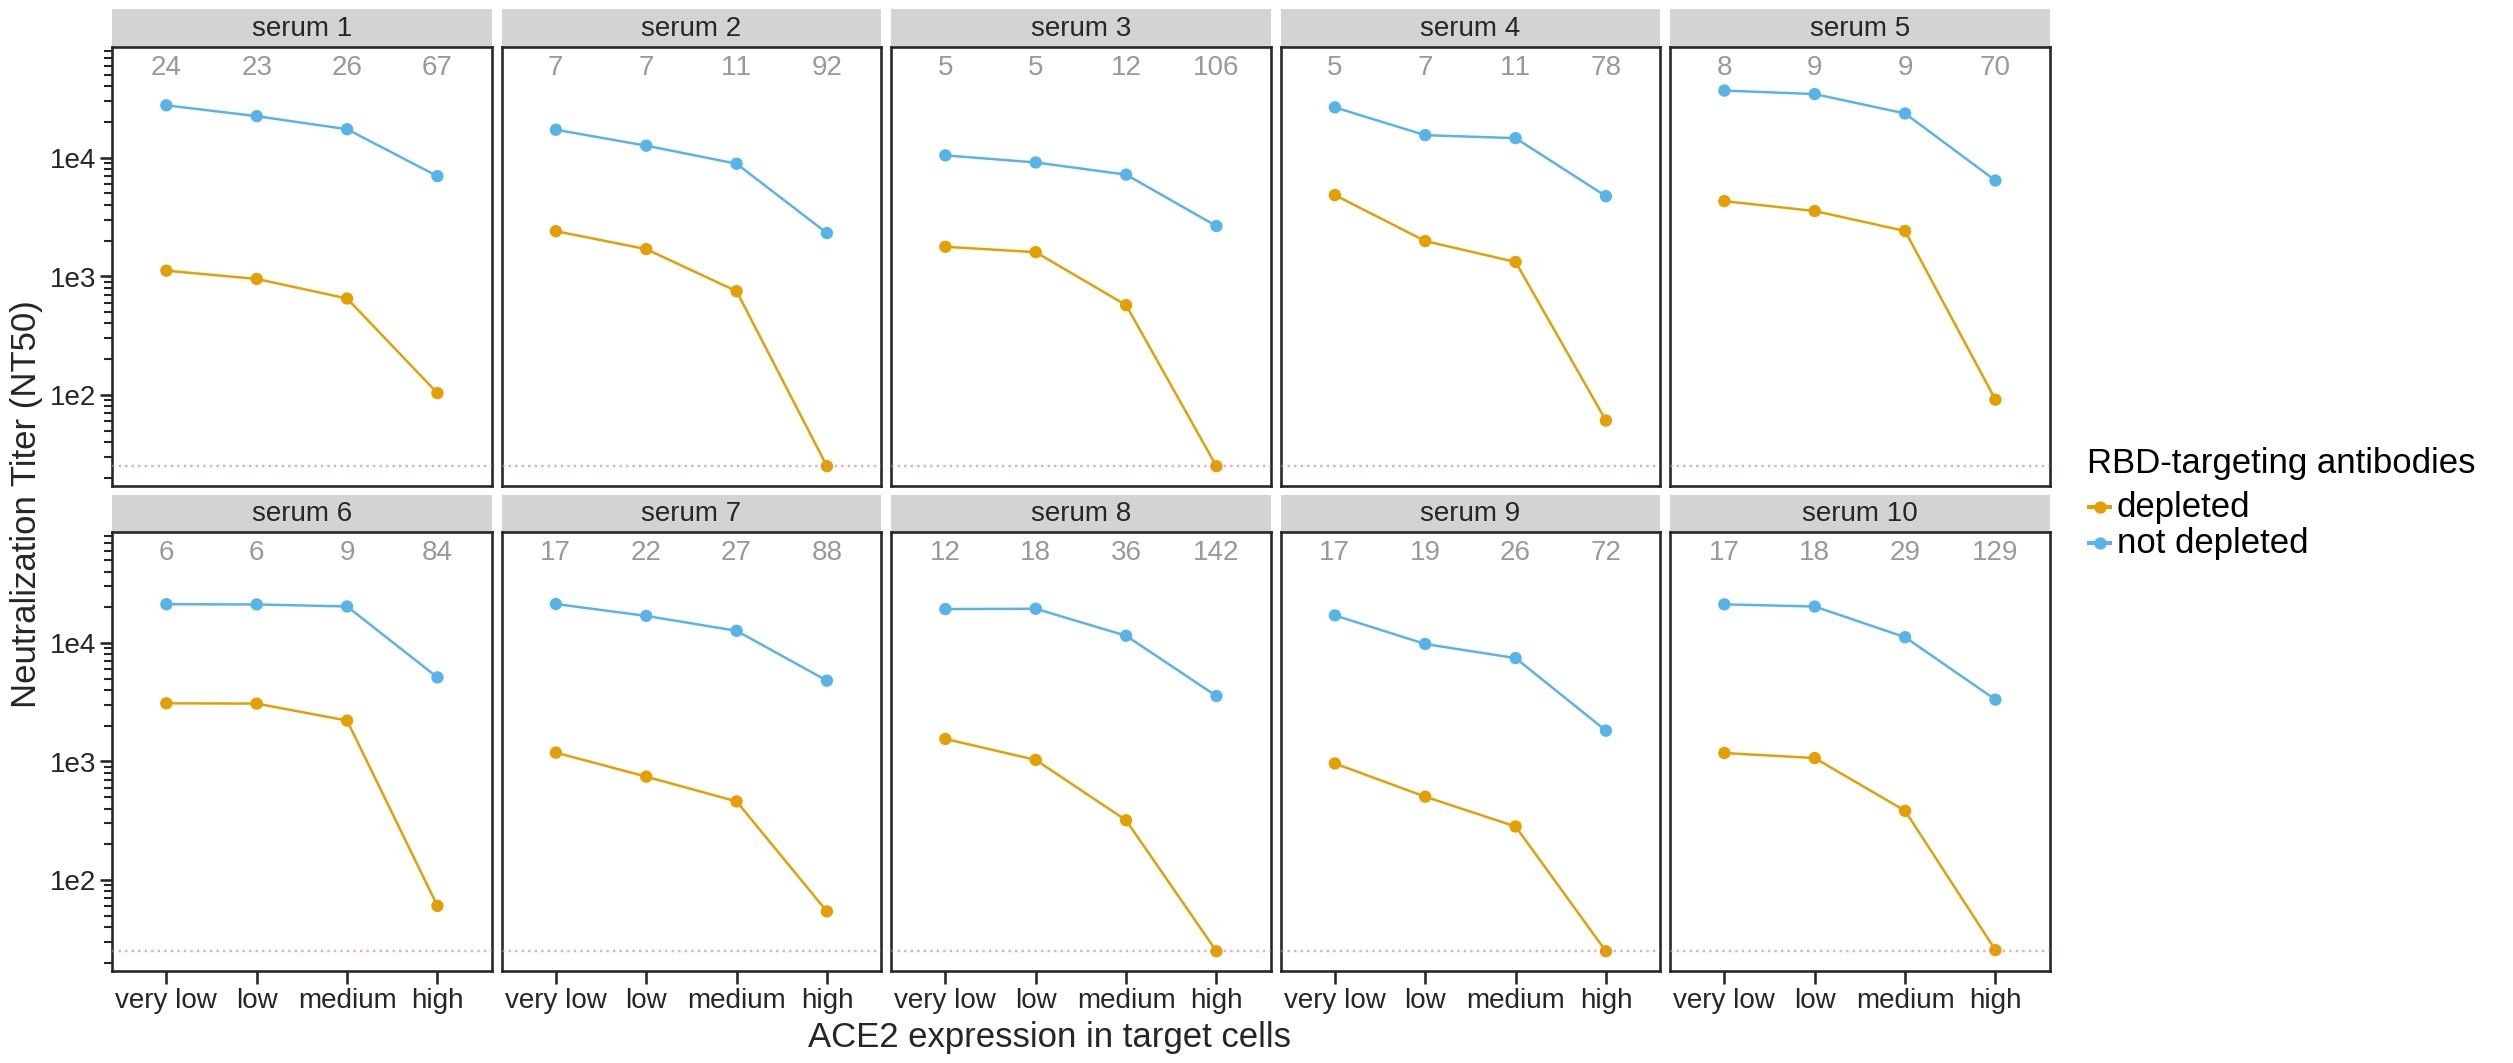 serum 1 serum 2 serum 3 serum 4 serum 5
24 23 26 67 7 7 11 92 5 5 12 106 5 7 11 78 8 9 9 70
1e4
1e3
1e2
serum 6 serum 7 serum 8 serum 9 serum 10
6 6 9 84 17 22 27 88 12 18 36 142 17 19 26 72 17 18 29 129
1e4
1e3
1e2
very low low medium high very low low medium high very low low medium high very low low medium high very low low medium high
ACE2 expression in target cells
Neutralization Titer (NT50)
RBD-targeting antibodies
depleted
not depleted